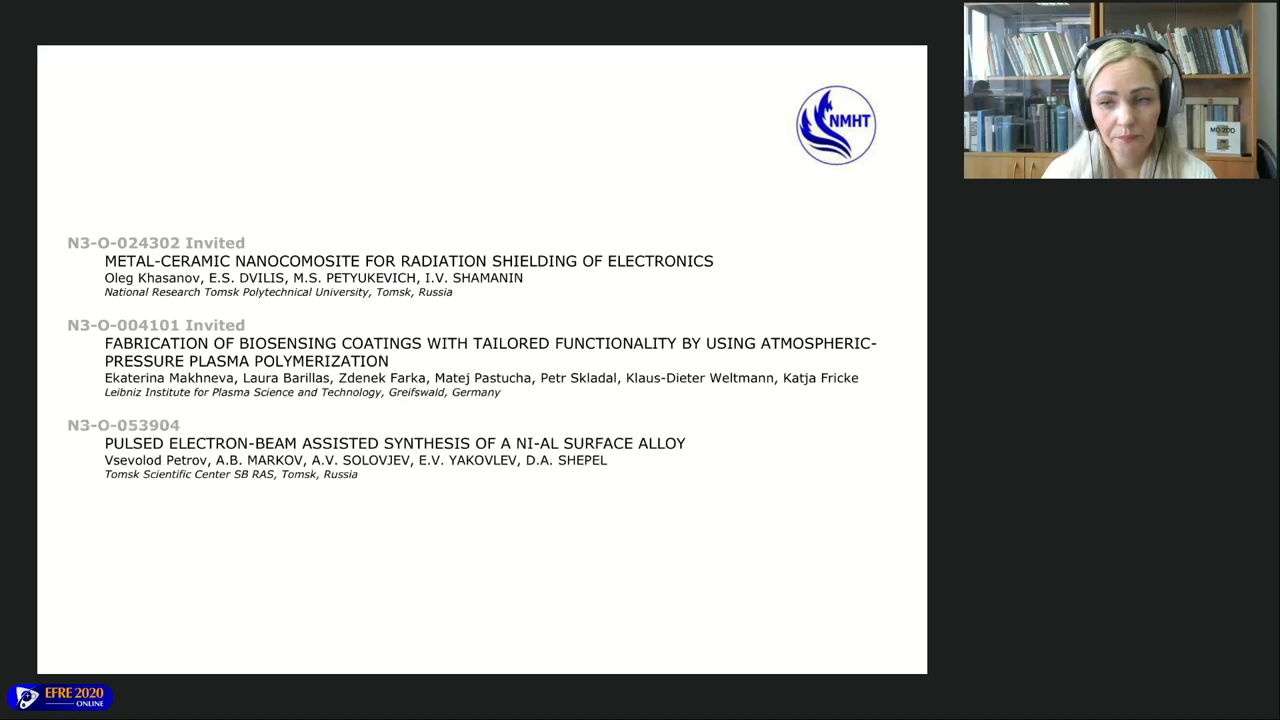 NMHT
N3-O-024302 Invited
METAL-CERAMIC NANOCOMOSITE FOR RADIATION SHIELDING OF ELECTRONICS
Oleg Khasanov, E.S. DVILIS, M.S. PETYUKEVICH, I.V. SHAMANIN
National Research Tomsk Polytechnical University, Tomsk, Russia
N3-O-004101 Invited
FABRICATION OF BIOSENSING COATINGS WITH TAILORED FUNCTIONALITY BY USING ATMOSPHERIC-
PRESSURE PLASMA POLYMERIZATION
Ekaterina Makhneva, Laura Barillas, Zdenek Farka, Matej Pastucha, Petr Skladal, Klaus-Dieter Weltmann, Katja Fricke
Leibniz Institute for Plasma Science and Technology, Greifswald, Germany
N3-O-053904
PULSED ELECTRON-BEAM ASSISTED SYNTHESIS OF A NI-AL SURFACE ALLOY
Vsevolod Petrov, A.B. MARKOV, A.V. SOLOVJEV, E.V. YAKOVLEV, D.A. SHEPEL
Tomsk Scientific Center SB RAS, Tomsk, Russia
EFRE 2020
ONLINE